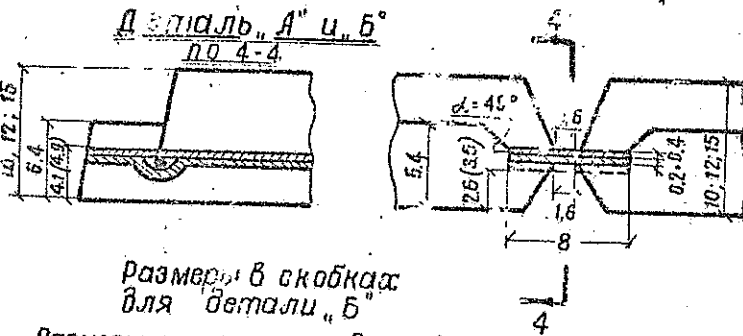 Деталь „А" и „Б"
по 4-4
4
10; 12; 15
6,4
4.1(4.9)
5,4
α=45°
,6
2.6(3.5)
1,6
8
0,2÷0,4
10; 12; 15
4
Размеры в скобках
для детали „Б"